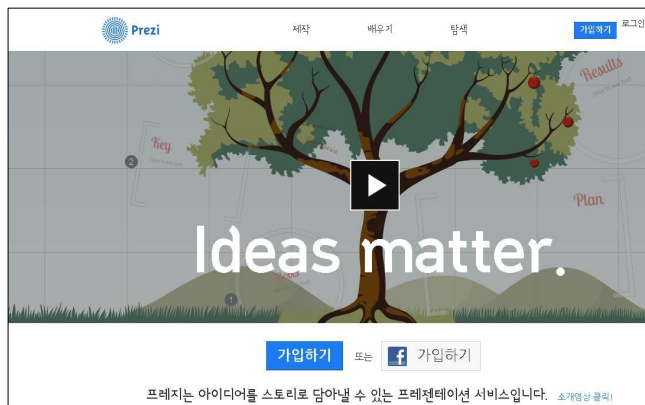 Prezi
제작 배우기 탐색
가입하기 로그인
Results
Key
2
Plan
Ideas matter.
1
가입하기 또는 f 가입하기
프레지는 아이디어를 스토리로 담아낼 수 있는 프레젠테이션 서비스입니다. 소개영상 클릭!